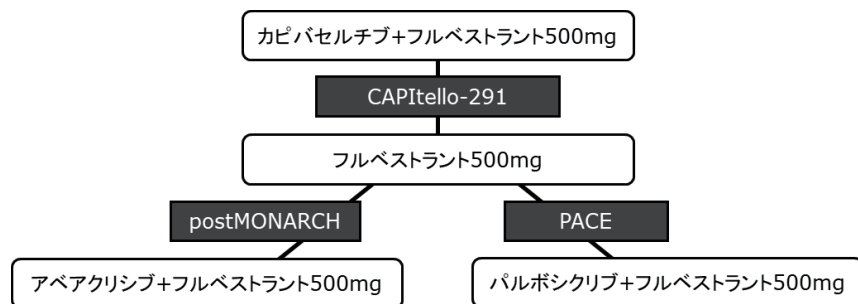 カピバセルチブ+フルベストラント500mg
CAPItello-291
フルベストラント500mg
postMONARCH
PACE
アベアクリシブ+フルベストラント500mg
パルボシクリブ+フルベストラント500mg